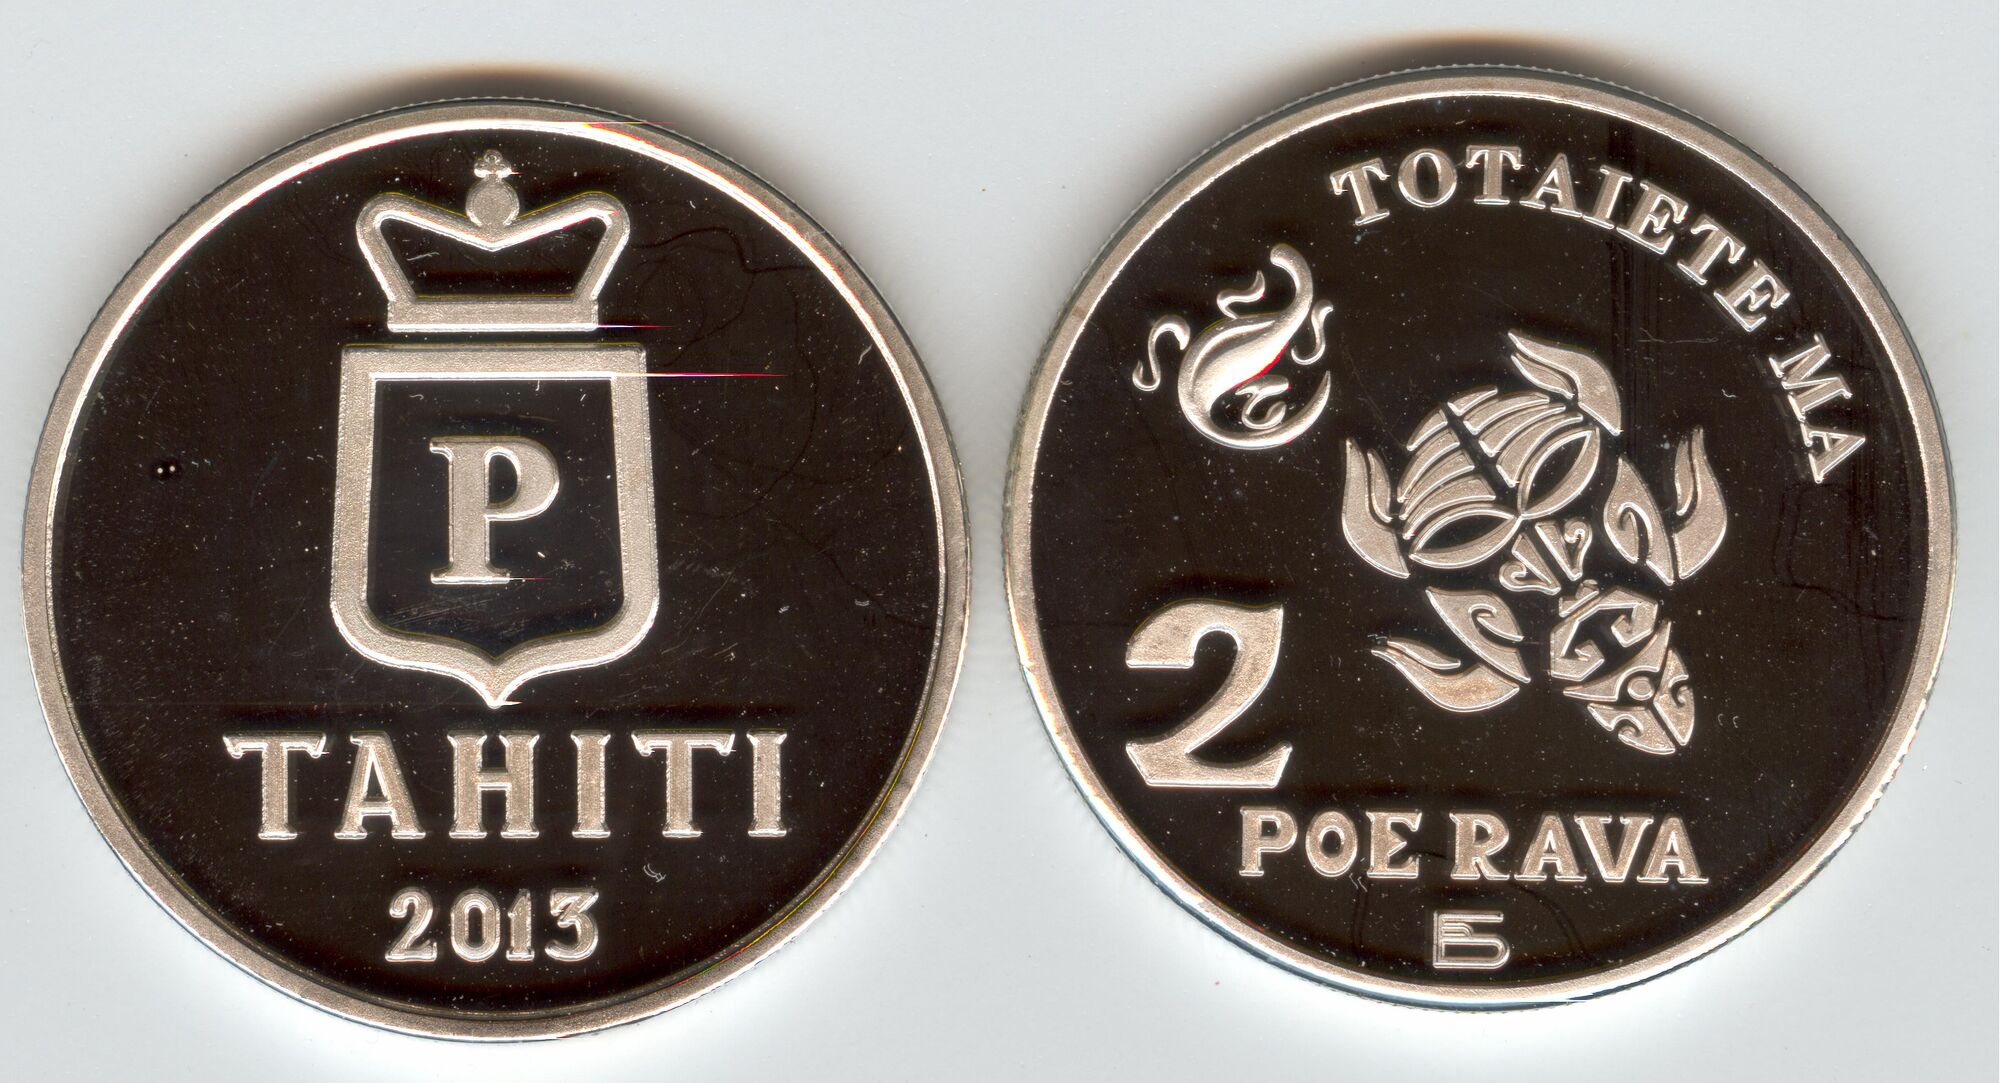 P
TAHITI
2013
TOTAIETE MA
2
POE RAVA